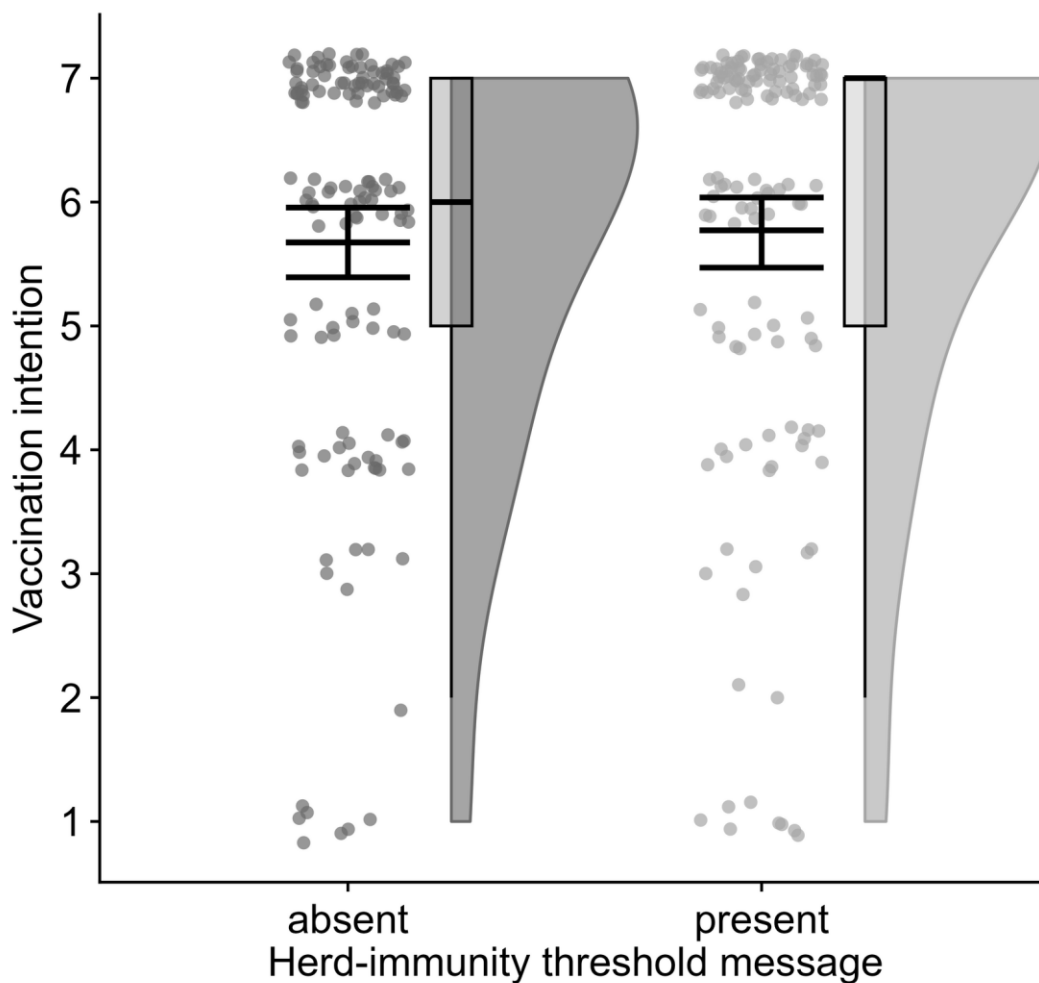 Vaccination intention
7
6
5
4
3
2
1
absent present
Herd-immunity threshold message